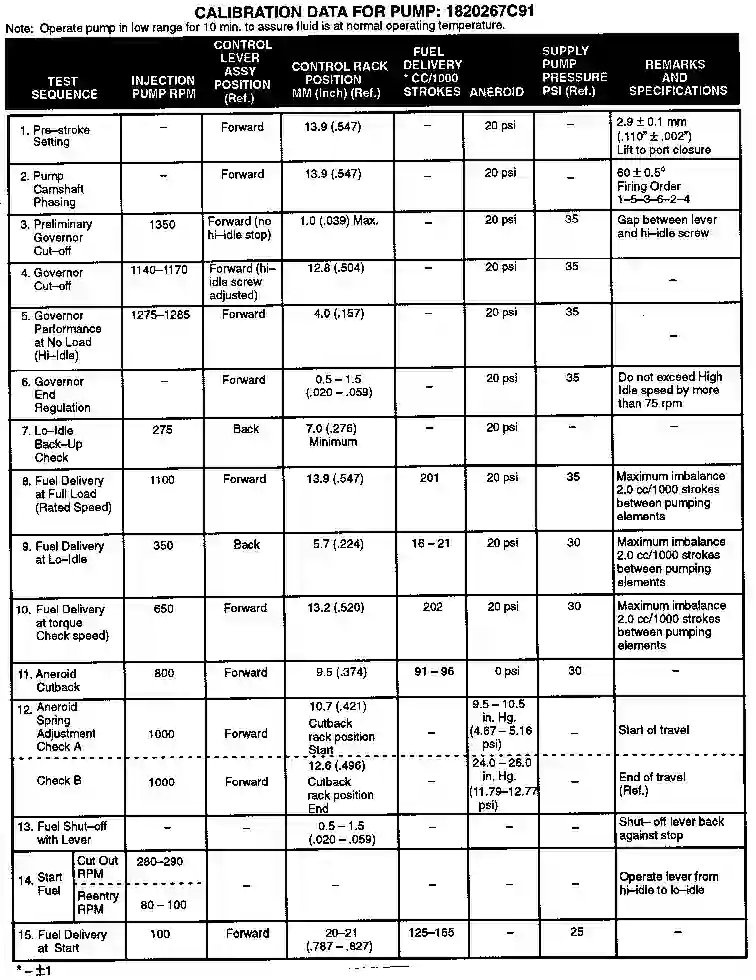 CALIBRATION DATA FOR PUMP: 1820267C91
Note: Operate pump in low range for 10 min. to assure fluid is at normal operating temperature.
TEST SEQUENCE | INJECTION PUMP RPM | CONTROL LEVER ASSY POSITION (Ref.) | CONTROL RACK POSITION MM (Inch) (Ref.) | FUEL DELIVERY * CC/1000 STROKES | ANEROID | SUPPLY PUMP PRESSURE PSI (Ref.) | REMARKS AND SPECIFICATIONS
1. Pre–stroke Setting | – | Forward | 13.9 (.547) | – | 20 psi | – | 2.9 ± 0.1 mm (.110" ± .002") Lift to port closure
2. Pump Camshaft Phasing | – | Forward | 13.9 (.547) | – | 20 psi | – | 60 ± 0.5° Firing Order 1–5–3–6–2–4
3. Preliminary Governor Cut–off | 1350 | Forward (no hi–idle stop) | 1.0 (.039) Max. | – | 20 psi | 35 | Gap between lever and hi–idle screw
4. Governor Cut–off | 1140–1170 | Forward (hi–idle screw adjusted) | 12.8 (.504) | – | 20 psi | 35 | –
5. Governor Performance at No Load (Hi–Idle) | 1275–1285 | Forward | 4.0 (.157) | – | 20 psi | 35 | –
6. Governor End Regulation | – | Forward | 0.5 – 1.5 (.020 – .059) | – | 20 psi | 35 | Do not exceed High Idle speed by more than 75 rpm
7. Lo–Idle Back–Up Check | 275 | Back | 7.0 (.276) Minimum | – | 20 psi | – | –
8. Fuel Delivery at Full Load (Rated Speed) | 1100 | Forward | 13.9 (.547) | 201 | 20 psi | 35 | Maximum imbalance 2.0 cc/1000 strokes between pumping elements
9. Fuel Delivery at Lo–Idle | 350 | Back | 5.7 (.224) | 16 – 21 | 20 psi | 30 | Maximum imbalance 2.0 cc/1000 strokes between pumping elements
10. Fuel Delivery at torque Check speed) | 650 | Forward | 13.2 (.520) | 202 | 20 psi | 30 | Maximum imbalance 2.0 cc/1000 strokes between pumping elements
11. Aneroid Cutback | 800 | Forward | 9.5 (.374) | 91 – 96 | 0 psi | 30 | –
12. Aneroid Spring Adjustment Check A | 1000 | Forward | 10.7 (.421) Cutback rack position Start | – | 9.5 – 10.5 in. Hg. (4.67 – 5.16 psi) | – | Start of travel
Check B | 1000 | Forward | 12.6 (.496) Cutback rack position End | – | 24.0 – 26.0 in. Hg. (11.79–12.77 psi) | – | End of travel (Ref.)
13. Fuel Shut–off with Lever | – | – | 0.5 – 1.5 (.020 – .059) | – | – | – | Shut– off lever back against stop
14. Start Fuel | Cut Out RPM | 280–290 | – | – | – | – | – | Operate lever from hi–idle to lo–idle
Reentry RPM | 80 – 100
15. Fuel Delivery at Start | 100 | Forward | 20–21 (.787 – .827) | 125–165 | – | 25 | –
* – ±1